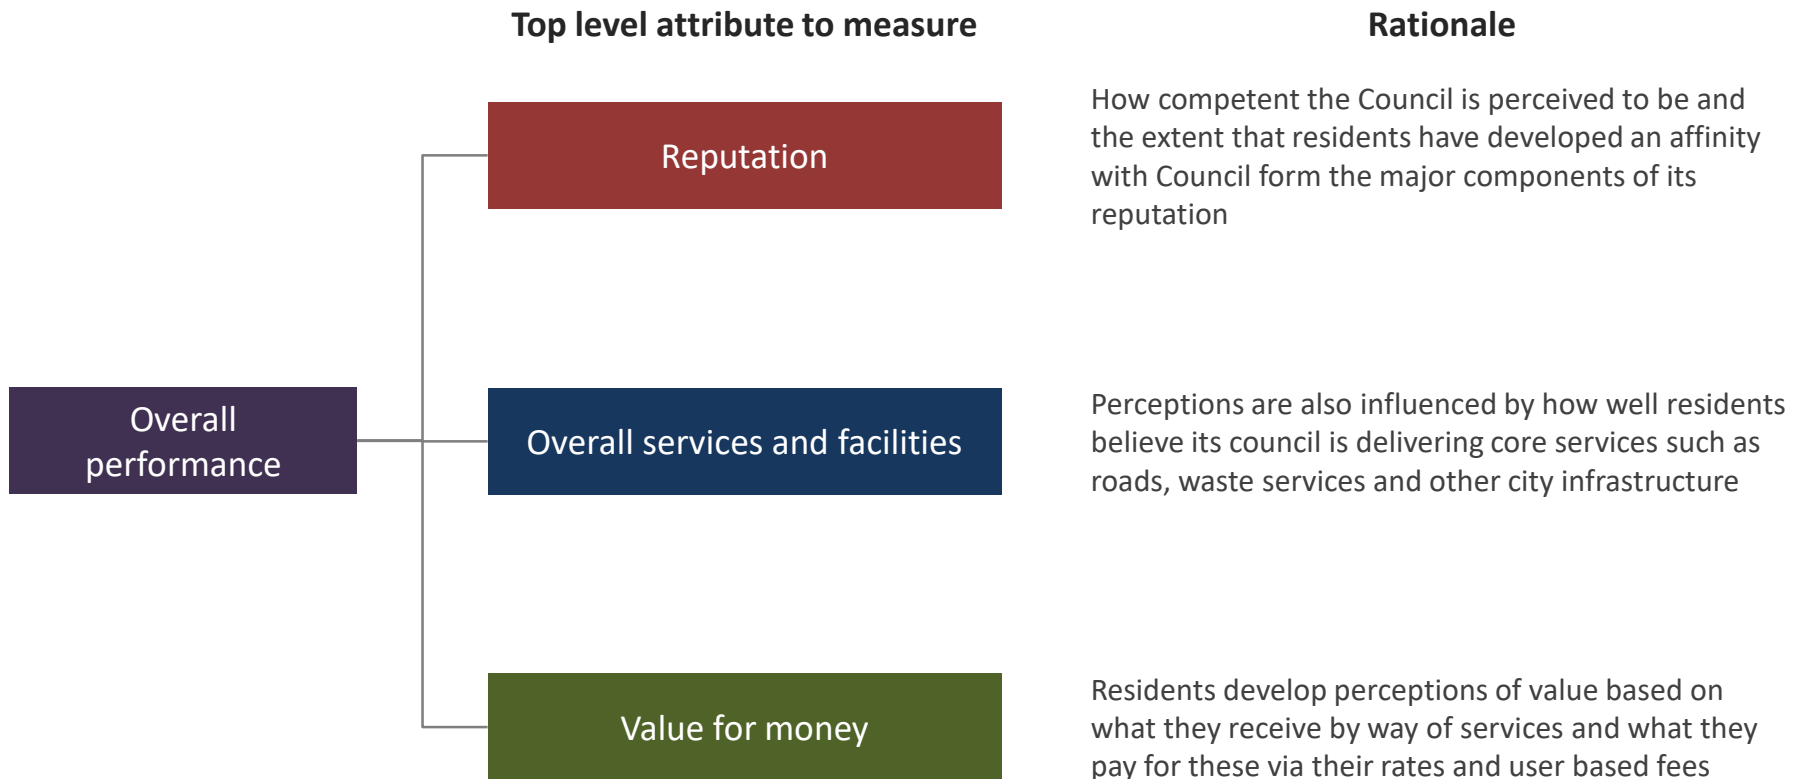 Top level attribute to measure
Rationale
Reputation
How competent the Council is perceived to be and
the extent that residents have developed an affinity
with Council form the major components of its
reputation
Overall
performance
Overall services and facilities
Perceptions are also influenced by how well residents
believe its council is delivering core services such as
roads, waste services and other city infrastructure
Value for money
Residents develop perceptions of value based on
what they receive by way of services and what they
pay for these via their rates and user based fees